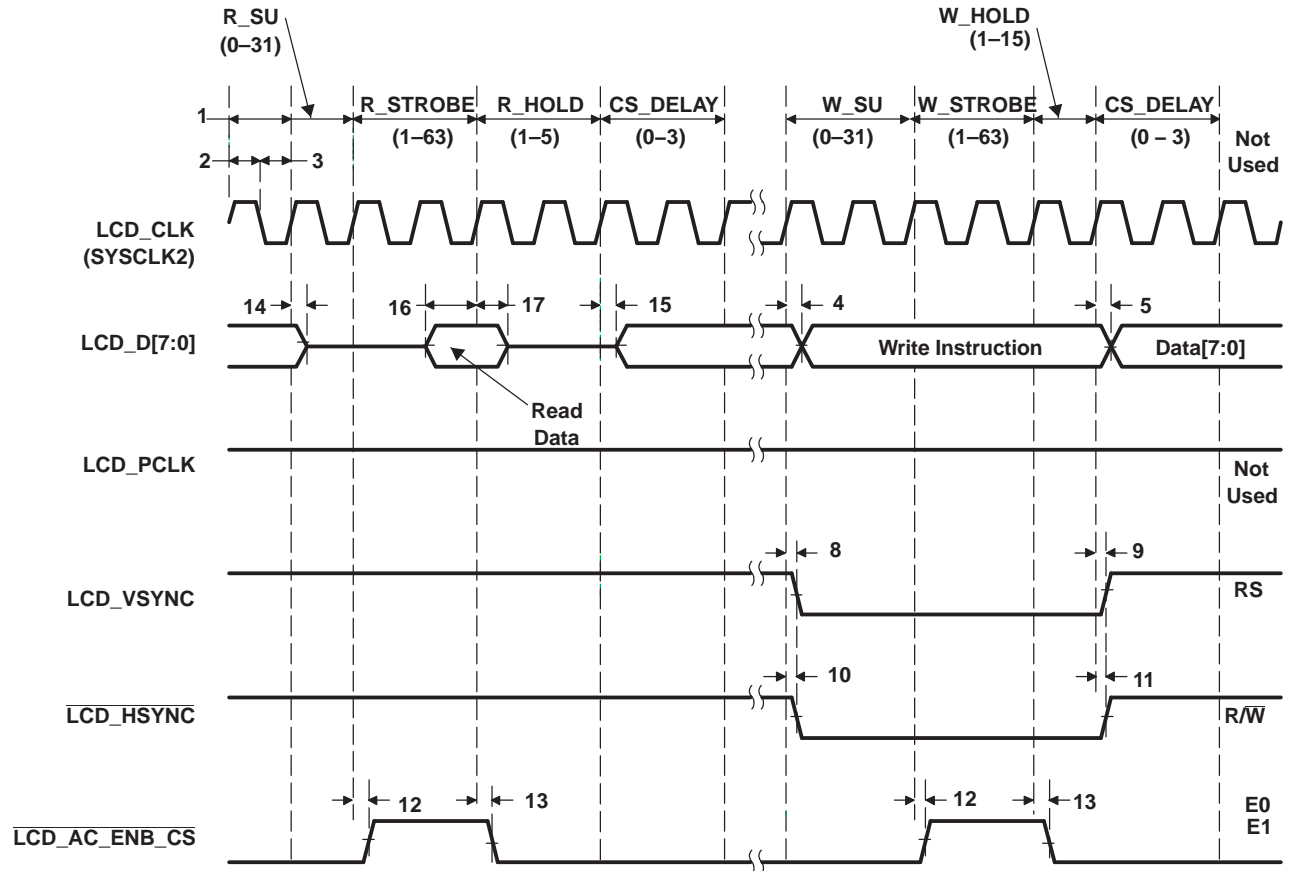 R_SU
(0–31)
W_HOLD
(1–15)
R_STROBE
R_HOLD
CS_DELAY
W_SU
W_STROBE
CS_DELAY
1
(1–63)
(1–5)
(0–3)
(0–31)
(1–63)
(0 – 3)
Not
Used
2
3
LCD_CLK
(SYSCLK2)
14
16
17
15
4
5
LCD_D[7:0]
Write Instruction
Data[7:0]
Read
Data
LCD_PCLK
Not
Used
8
9
LCD_VSYNC
RS
10
11
LCD_HSYNC
R/W
12
13
12
13
E0
E1
LCD_AC_ENB_CS